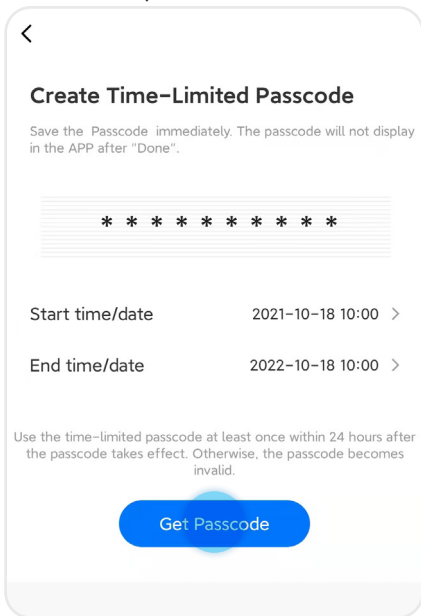 Create Time-Limited Passcode
Save the Passcode immediately. The passcode will not display
in the APP after "Done".
* * * * * * * * * *
Start time/date 2021-10-18 10:00 >
End time/date 2022-10-18 10:00 >
Use the time-limited passcode at least once within 24 hours after
the passcode takes effect. Otherwise, the passcode becomes
invalid.
Get Passcode